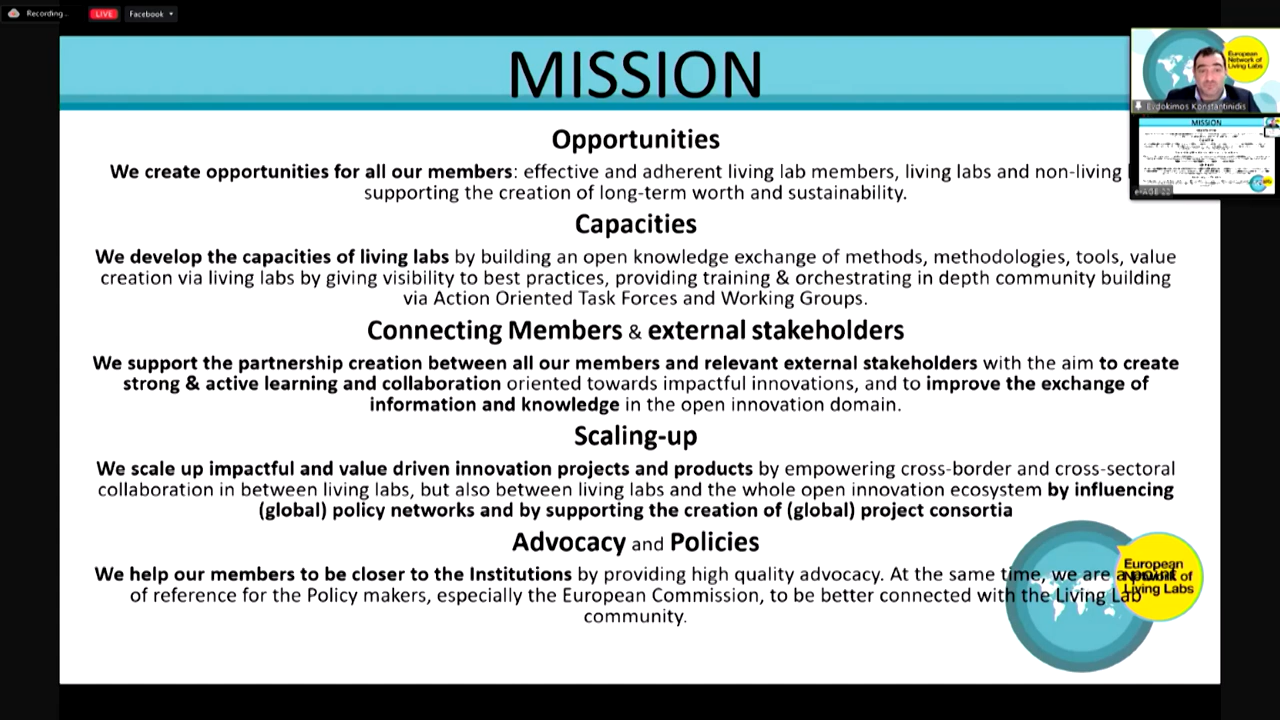 Recording...
LIVE
Facebook
MISSION
Opportunities
We create opportunities for all our members: effective and adherent living lab members, living labs and non-living
supporting the creation of long-term worth and sustainability.
Capacities
We develop the capacities of living labs by building an open knowledge exchange of methods, methodologies, tools, value
creation via living labs by giving visibility to best practices, providing training & orchestrating in depth community building
via Action Oriented Task Forces and Working Groups.
Connecting Members & external stakeholders
We support the partnership creation between all our members and relevant external stakeholders with the aim to create
strong & active learning and collaboration oriented towards impactful innovations, and to improve the exchange of
information and knowledge in the open innovation domain.
Scaling-up
We scale up impactful and value driven innovation projects and products by empowering cross-border and cross-sectoral
collaboration in between living labs, but also between living labs and the whole open innovation ecosystem by influencing
(global) policy networks and by supporting the creation of (global) project consortia
Advocacy and Policies
We help our members to be closer to the Institutions by providing high quality advocacy. At the same time, we are a point
of reference for the Policy makers, especially the European Commission, to be better connected with the Living Lab
community.
European
Network of
Living Labs
European
Network of
Living Labs
Evdokimos Konstantinidis
MISSION